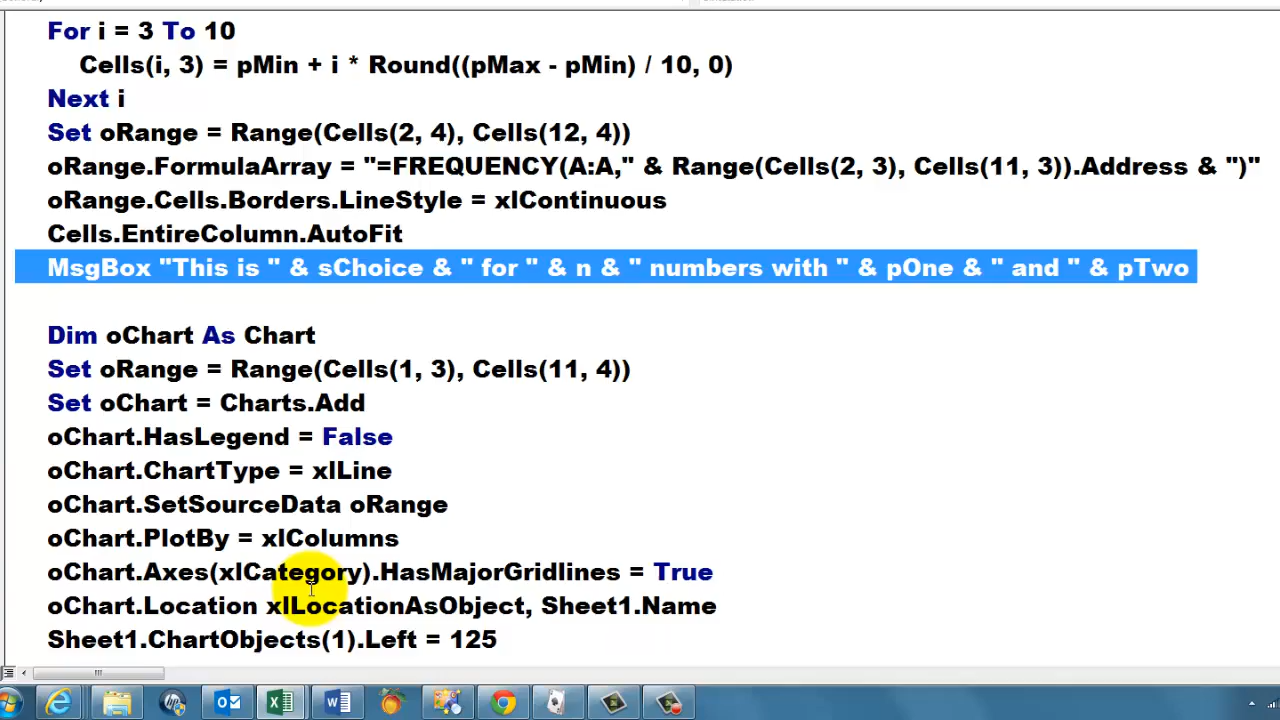 For i = 3 To 10
Cells(i, 3) = pMin + i * Round((pMax - pMin) / 10, 0)
Next i
Set oRange = Range(Cells(2, 4), Cells(12, 4))
oRange.FormulaArray = "=FREQUENCY(A:A," & Range(Cells(2, 3), Cells(11, 3)).Address & ")"
oRange.Cells.Borders.LineStyle = xlContinuous
Cells.EntireColumn.AutoFit
MsgBox "This is " & sChoice & " for " & n & " numbers with " & pOne & " and " & pTwo
Dim oChart As Chart
Set oRange = Range(Cells(1, 3), Cells(11, 4))
Set oChart = Charts.Add
oChart.HasLegend = False
oChart.ChartType = xlLine
oChart.SetSourceData oRange
oChart.PlotBy = xlColumns
oChart.Axes(xlCategory).HasMajorGridlines = True
oChart.Location xlLocationAsObject, Sheet1.Name
Sheet1.ChartObjects(1).Left = 125